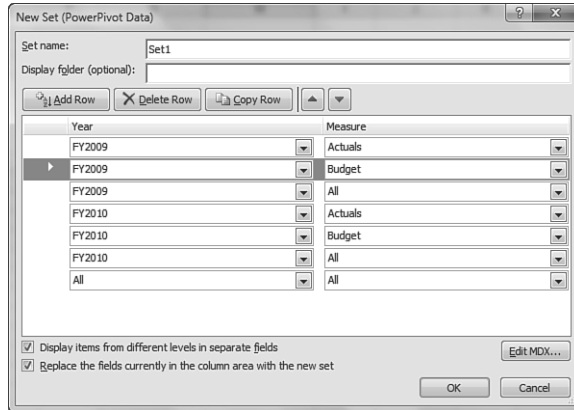 New Set (PowerPivot Data)
Set name: Set1
Display folder (optional):
Add Row Delete Row Copy Row
Year Measure
FY2009 Actuals
FY2009 Budget
FY2009 All
FY2010 Actuals
FY2010 Budget
FY2010 All
All All
Display items from different levels in separate fields
Edit MDX...
Replace the fields currently in the column area with the new set
OK Cancel